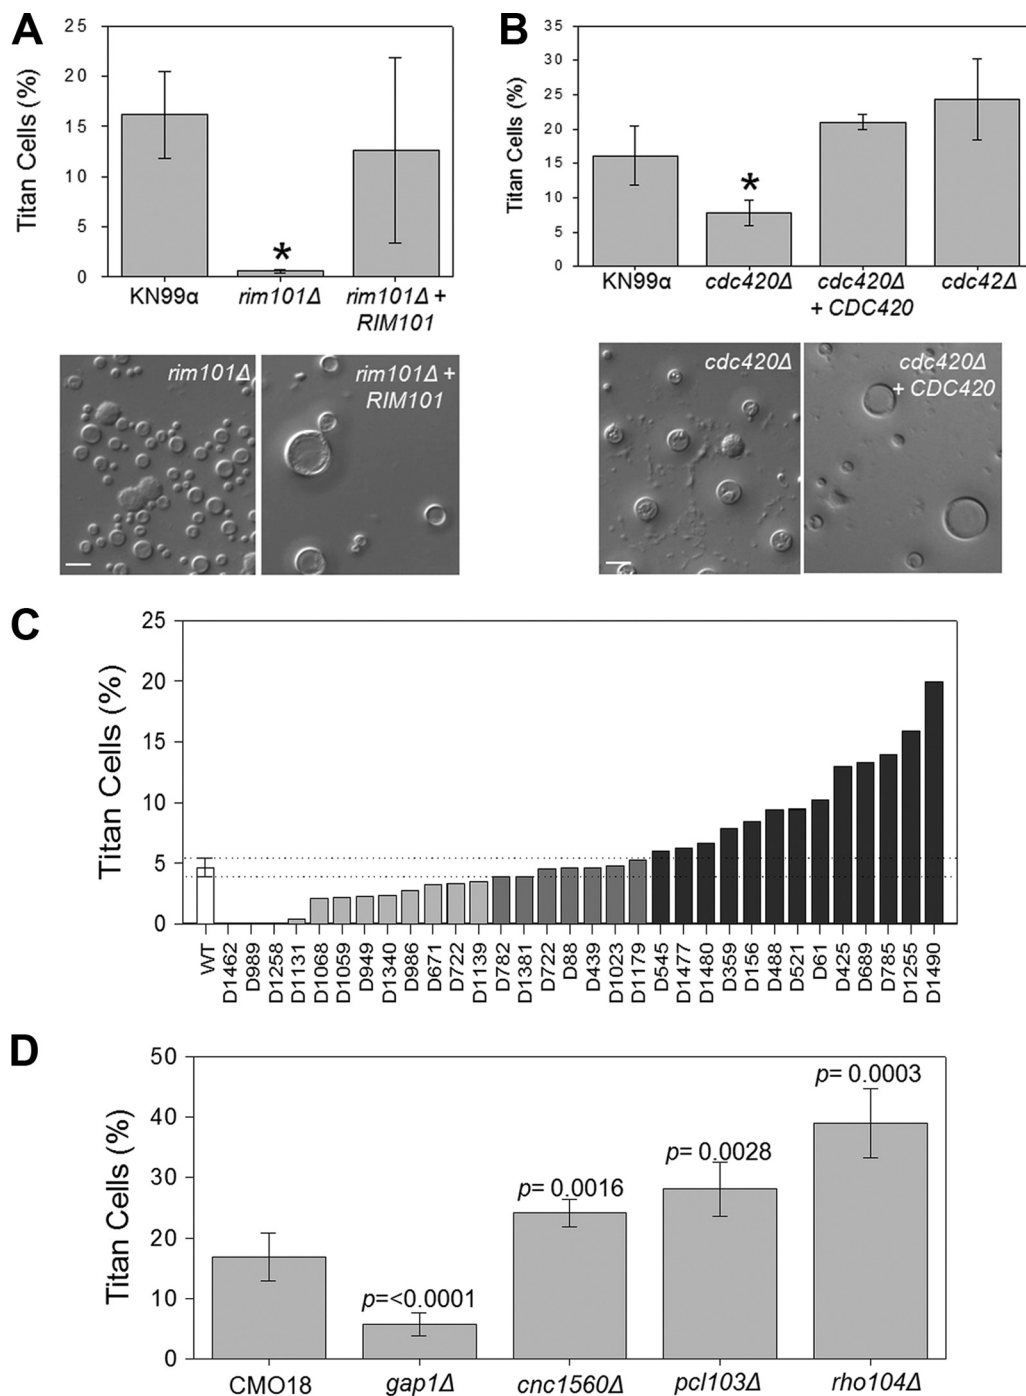 A
Titan Cells (%)
25
20
15
10
5
0
*
KN99α
rim101Δ
rim101Δ +
RIM101
rim101Δ
rim101Δ +
RIM101
B
Titan Cells (%)
35
30
25
20
15
10
5
0
*
KN99α
cdc420Δ
cdc420Δ
+ CDC420
cdc42Δ
cdc420Δ
cdc420Δ
+ CDC420
C
Titan Cells (%)
25
20
15
10
5
0
WT
D1462
D989
D1258
D1131
D1068
D1059
D949
D1340
D986
D671
D722
D1139
D782
D1381
D722
D88
D439
D1023
D1179
D545
D1477
D1480
D359
D156
D488
D521
D61
D425
D689
D785
D1255
D1490
D
Titan Cells (%)
50
40
30
20
10
0
p=<0.0001
p= 0.0016
p= 0.0028
p= 0.0003
CMO18
gap1Δ
cnc1560Δ
pcl103Δ
rho104Δ